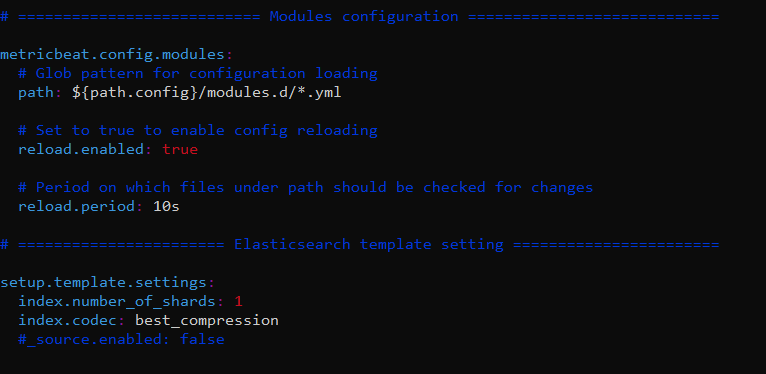 # =========================== Modules configuration ============================
metricbeat.config.modules:
# Glob pattern for configuration loading
path: ${path.config}/modules.d/*.yml
# Set to true to enable config reloading
reload.enabled: true
# Period on which files under path should be checked for changes
reload.period: 10s
# ======================= Elasticsearch template setting =======================
setup.template.settings:
index.number_of_shards: 1
index.codec: best_compression
#_source.enabled: false